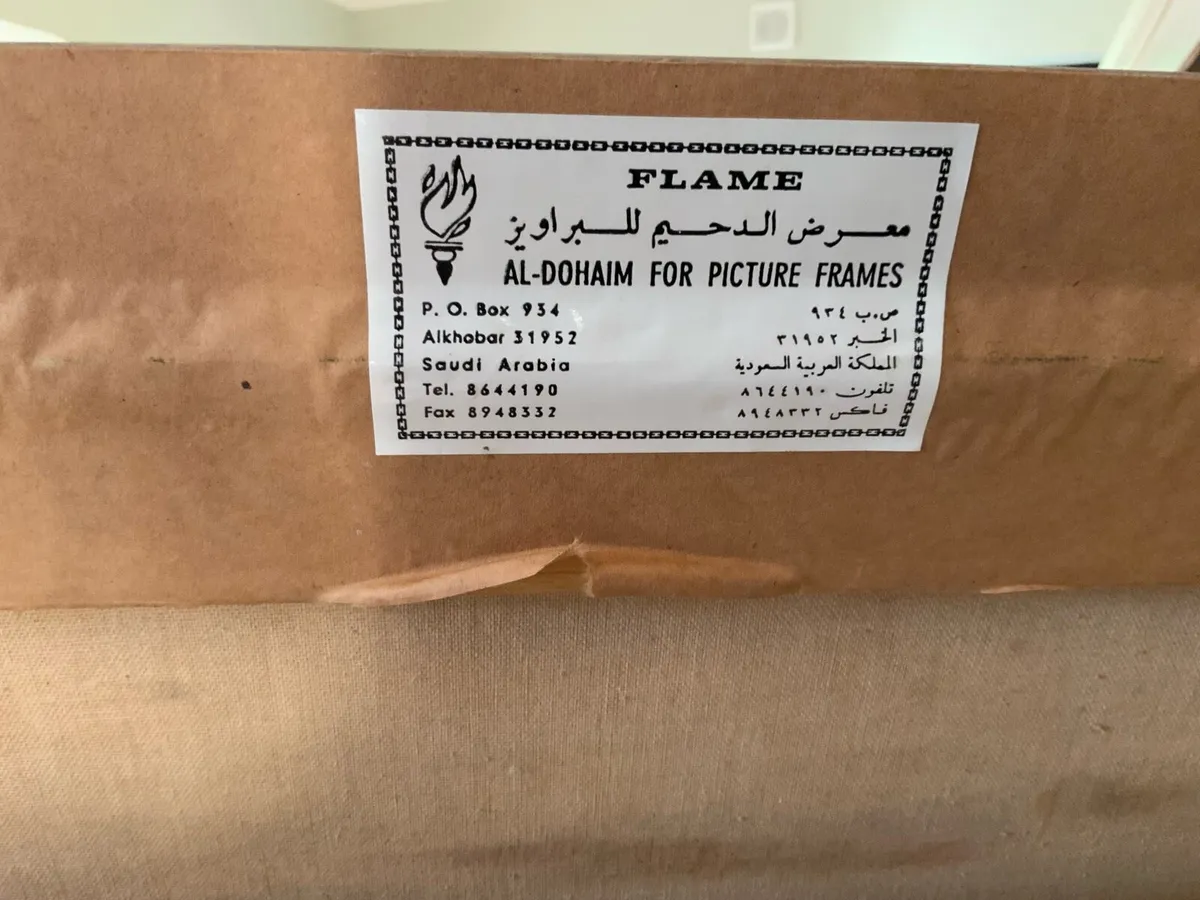 FLAME
معرض الدحيم للبراويز
AL-DOHAIM FOR PICTURE FRAMES
P. O. Box 934
ص.ب ٩٣٤
Alkhobar 31952
الخبر ٣١٩٥٢
Saudi Arabia
المملكة العربية السعودية
Tel. 8644190
تلفون ٨٦٤٤١٩٠
Fax 8948332
فاكس ٨٩٤٨٣٣٢